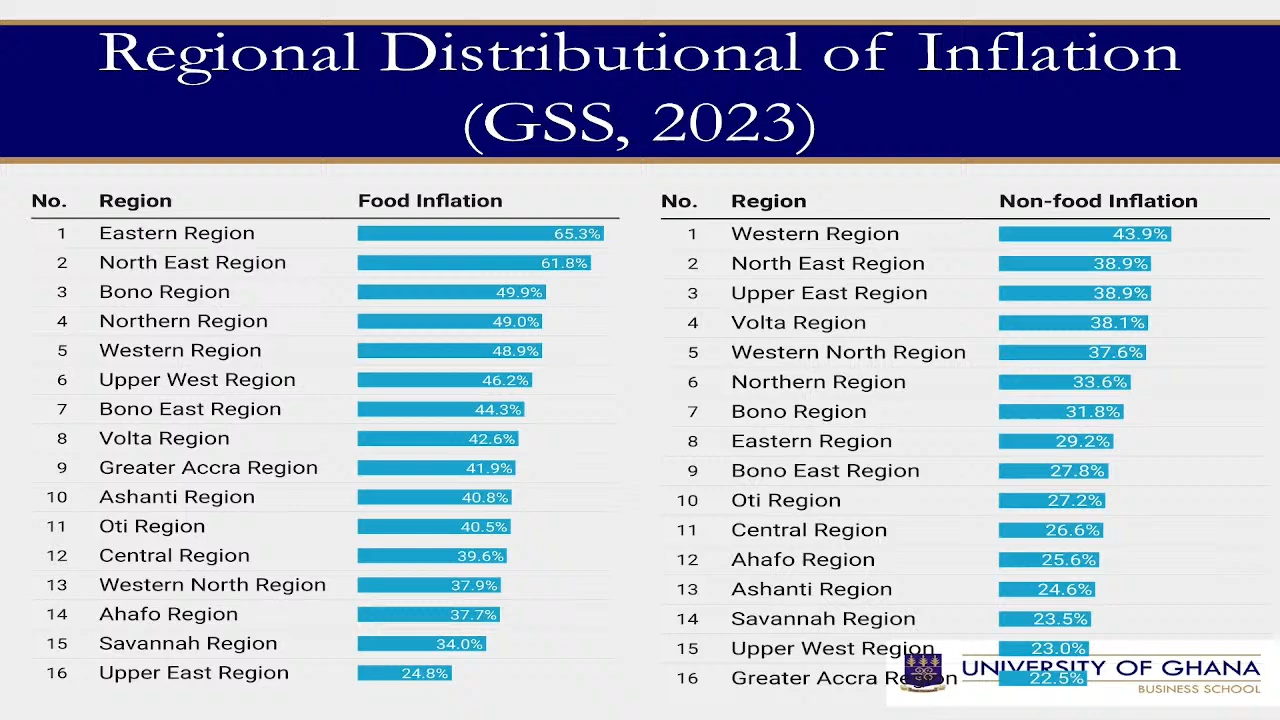 Regional Distributional of Inflation
(GSS, 2023)
No. Region Food Inflation
1 Eastern Region 65.3%
2 North East Region 61.8%
3 Bono Region 49.9%
4 Northern Region 49.0%
5 Western Region 48.9%
6 Upper West Region 46.2%
7 Bono East Region 44.3%
8 Volta Region 42.6%
9 Greater Accra Region 41.9%
10 Ashanti Region 40.8%
11 Oti Region 40.5%
12 Central Region 39.6%
13 Western North Region 37.9%
14 Ahafo Region 37.7%
15 Savannah Region 34.0%
16 Upper East Region 24.8%
No. Region Non-food Inflation
1 Western Region 43.9%
2 North East Region 38.9%
3 Upper East Region 38.9%
4 Volta Region 38.1%
5 Western North Region 37.6%
6 Northern Region 33.6%
7 Bono Region 31.8%
8 Eastern Region 29.2%
9 Bono East Region 27.8%
10 Oti Region 27.2%
11 Central Region 26.6%
12 Ahafo Region 25.6%
13 Ashanti Region 24.6%
14 Savannah Region 23.5%
15 Upper West Region 23.0%
16 Greater Accra Region 22.5%
UNIVERSITY OF GHANA
BUSINESS SCHOOL